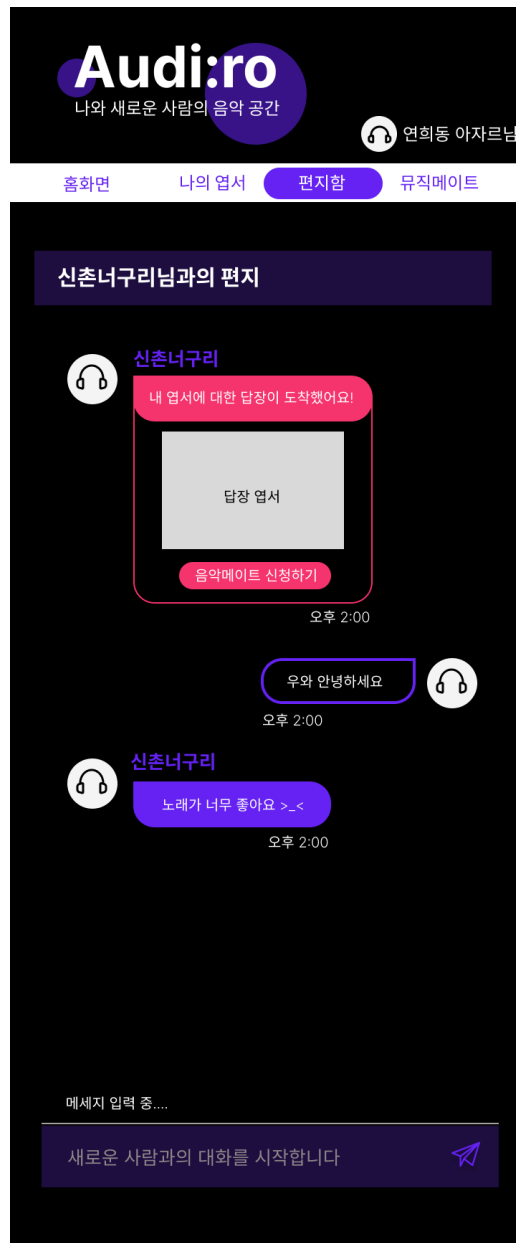 Audi:ro
나와 새로운 사람의 음악 공간
연희동 아자르님
홈화면 나의 엽서 편지함 뮤직메이트
신촌너구리님과의 편지
신촌너구리
내 엽서에 대한 답장이 도착했어요!
답장 엽서
음악메이트 신청하기
오후 2:00
우와 안녕하세요
오후 2:00
신촌너구리
노래가 너무 좋아요 >_<
오후 2:00
메세지 입력 중....
새로운 사람과의 대화를 시작합니다